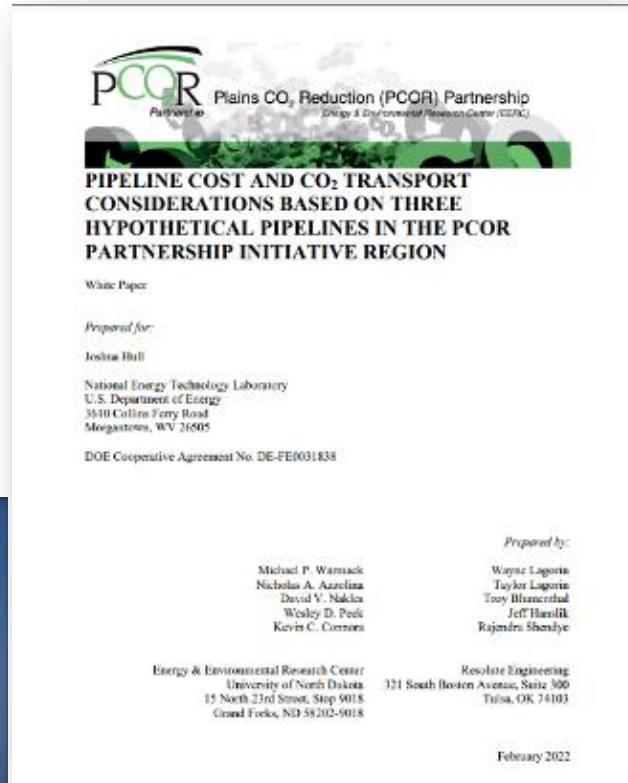 PCOR
Partnership
Plains CO₂ Reduction (PCOR) Partnership
Energy & Environmental Research Center (EERC)
PIPELINE COST AND CO₂ TRANSPORT
CONSIDERATIONS BASED ON THREE
HYPOTHETICAL PIPELINES IN THE PCOR
PARTNERSHIP INITIATIVE REGION
White Paper
Prepared for:
Joshua Hull
National Energy Technology Laboratory
U.S. Department of Energy
3610 Collins Ferry Road
Morgantown, WV 26505
DOE Cooperative Agreement No. DE-FE0031838
Prepared by:
Michael P. Warmack
Nicholas A. Azzolina
David V. Nakles
Wesley D. Peck
Kevin C. Connors
Wayne Lagorin
Taylor Lagorin
Troy Blumenthal
Jeff Hanslik
Rajendra Shendye
Energy & Environmental Research Center
University of North Dakota
15 North 23rd Street, Stop 9018
Grand Forks, ND 58202-9018
Resolute Engineering
321 South Boston Avenue, Suite 300
Tulsa, OK 74103
February 2022